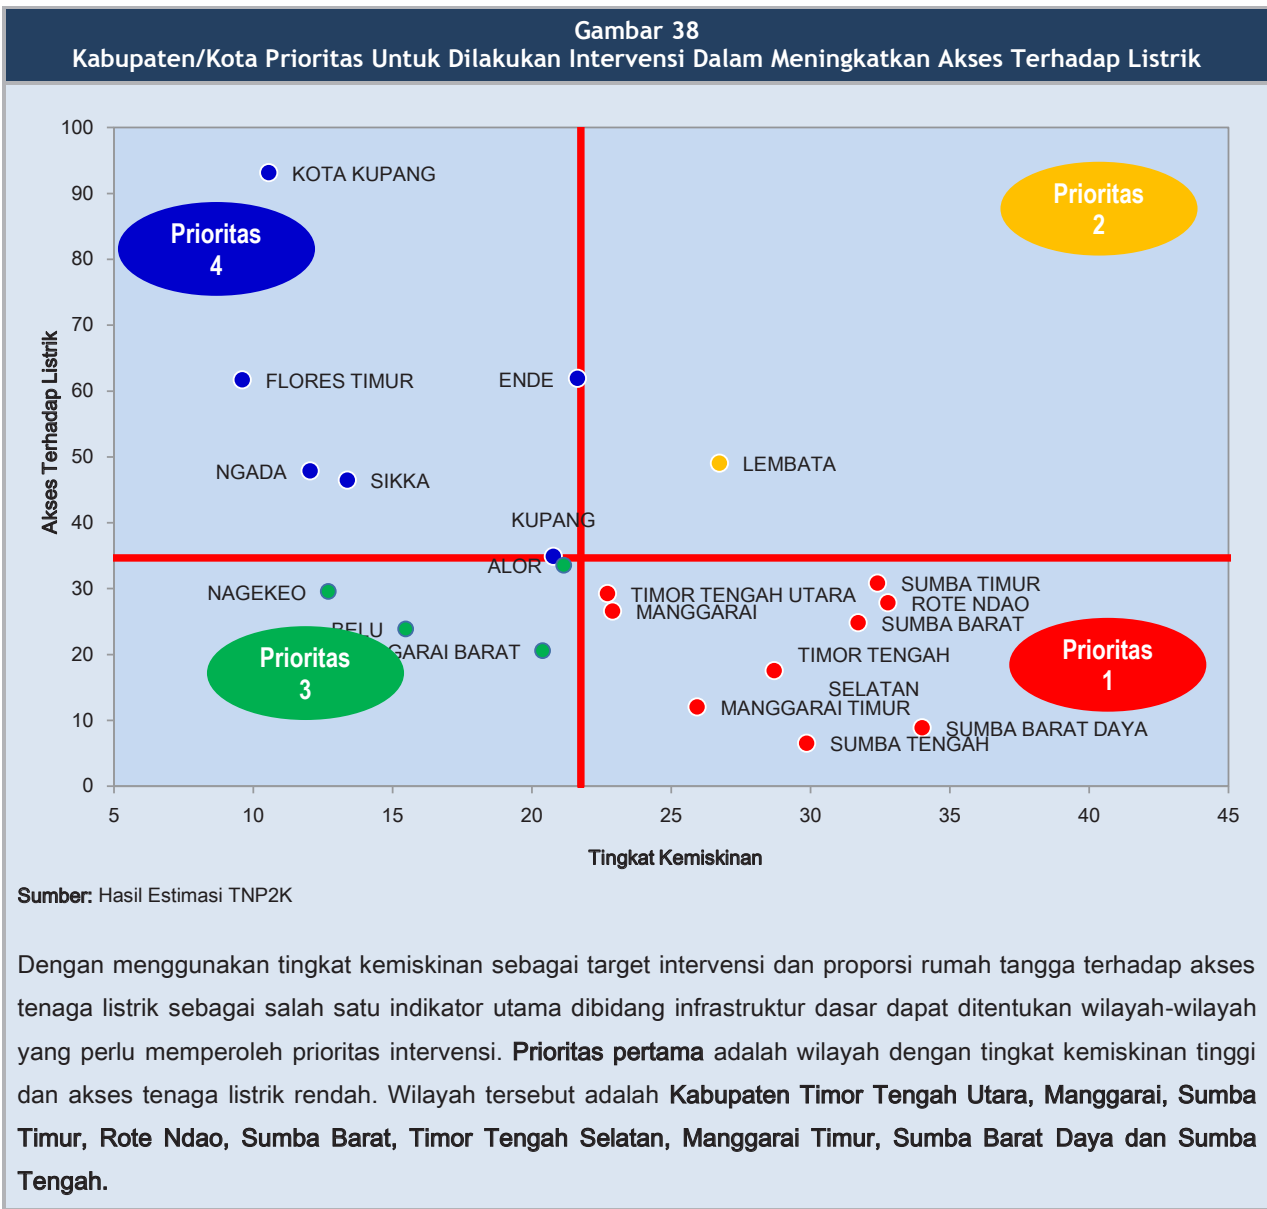 Gambar 38
Kabupaten/Kota Prioritas Untuk Dilakukan Intervensi Dalam Meningkatkan Akses Terhadap Listrik
100
90
80
70
60
50
40
30
20
10
0
Akses Terhadap Listrik
KOTA KUPANG
Prioritas
4
Prioritas
2
FLORES TIMUR
ENDE
NGADA
SIKKA
LEMBATA
KUPANG
ALOR
NAGEKEO
BELU
GARAI BARAT
Prioritas
3
TIMOR TENGAH UTARA
MANGGARAI
SUMBA TIMUR
ROTE NDAO
SUMBA BARAT
TIMOR TENGAH
SELATAN
MANGGARAI TIMUR
SUMBA BARAT DAYA
SUMBA TENGAH
Prioritas
1
5 10 15 20 25 30 35 40 45
Tingkat Kemiskinan
Sumber: Hasil Estimasi TNP2K
Dengan menggunakan tingkat kemiskinan sebagai target intervensi dan proporsi rumah tangga terhadap akses
tenaga listrik sebagai salah satu indikator utama dibidang infrastruktur dasar dapat ditentukan wilayah-wilayah
yang perlu memperoleh prioritas intervensi. Prioritas pertama adalah wilayah dengan tingkat kemiskinan tinggi
dan akses tenaga listrik rendah. Wilayah tersebut adalah Kabupaten Timor Tengah Utara, Manggarai, Sumba
Timur, Rote Ndao, Sumba Barat, Timor Tengah Selatan, Manggarai Timur, Sumba Barat Daya dan Sumba
Tengah.